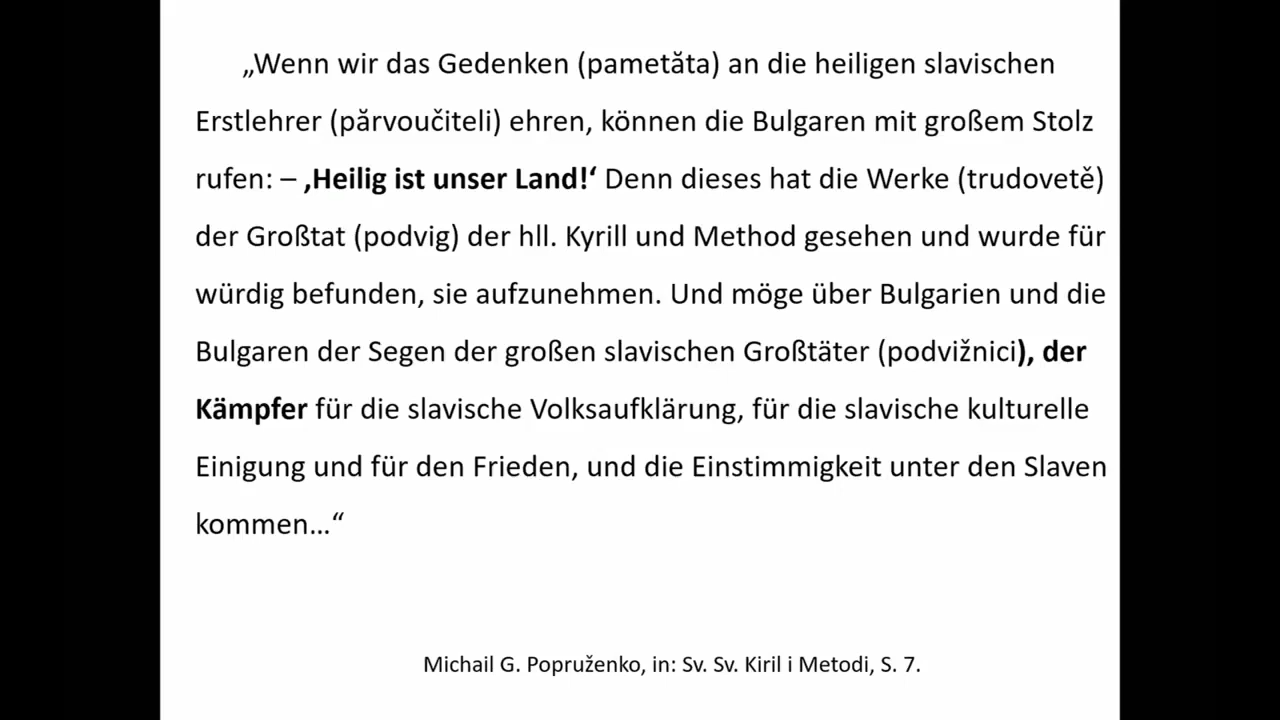 „Wenn wir das Gedenken (pametăta) an die heiligen slavischen
Erstlehrer (părvoučiteli) ehren, können die Bulgaren mit großem Stolz
rufen: – ‚Heilig ist unser Land!‘ Denn dieses hat die Werke (trudovetě)
der Großtat (podvig) der hll. Kyrill und Method gesehen und wurde für
würdig befunden, sie aufzunehmen. Und möge über Bulgarien und die
Bulgaren der Segen der großen slavischen Großtäter (podvižnici), der
Kämpfer für die slavische Volksaufklärung, für die slavische kulturelle
Einigung und für den Frieden, und die Einstimmigkeit unter den Slaven
kommen…“
Michail G. Popruženko, in: Sv. Sv. Kiril i Metodi, S. 7.